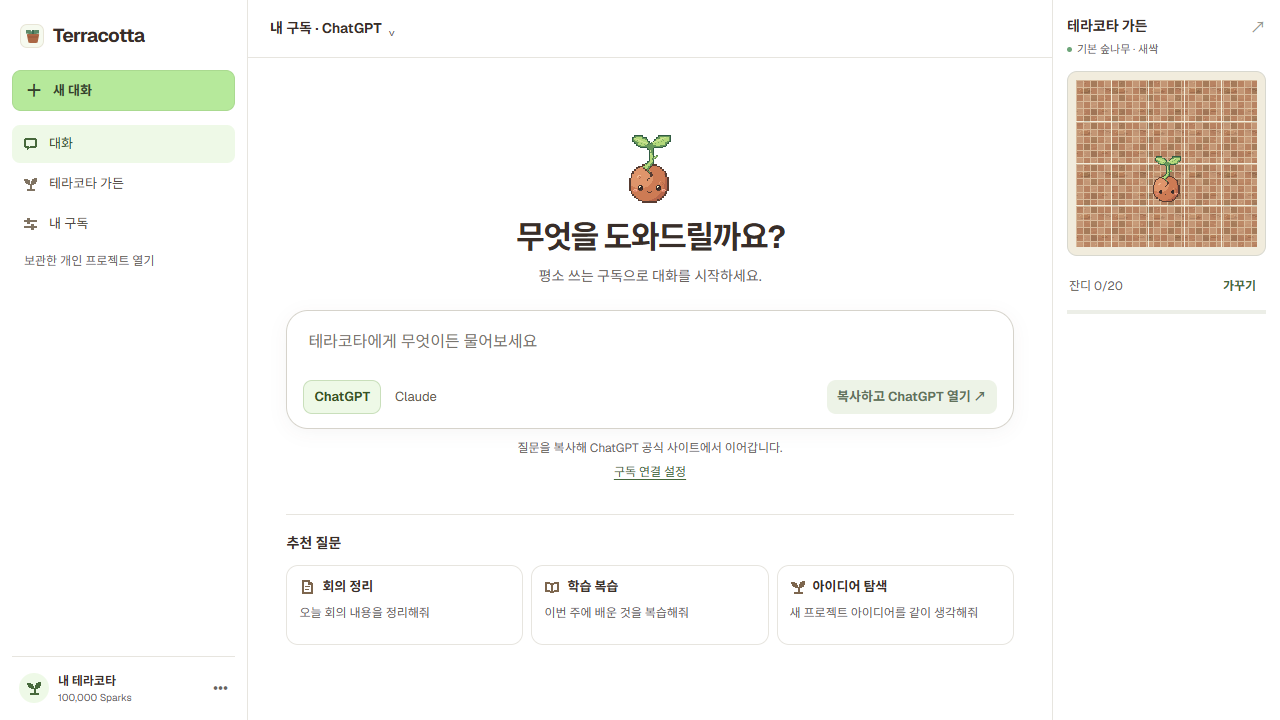 Terracotta
새 대화
대화
테라코타 가든
내 구독
보관한 개인 프로젝트 열기
내 테라코타
100,000 Sparks
내 구독 · ChatGPT
무엇을 도와드릴까요?
평소 쓰는 구독으로 대화를 시작하세요.
테라코타에게 무엇이든 물어보세요
ChatGPT
Claude
복사하고 ChatGPT 열기 ↗
질문을 복사해 ChatGPT 공식 사이트에서 이어갑니다.
구독 연결 설정
추천 질문
회의 정리
오늘 회의 내용을 정리해줘
학습 복습
이번 주에 배운 것을 복습해줘
아이디어 탐색
새 프로젝트 아이디어를 같이 생각해줘
테라코타 가든
기본 숲나무 · 새싹
잔디 0/20
가꾸기